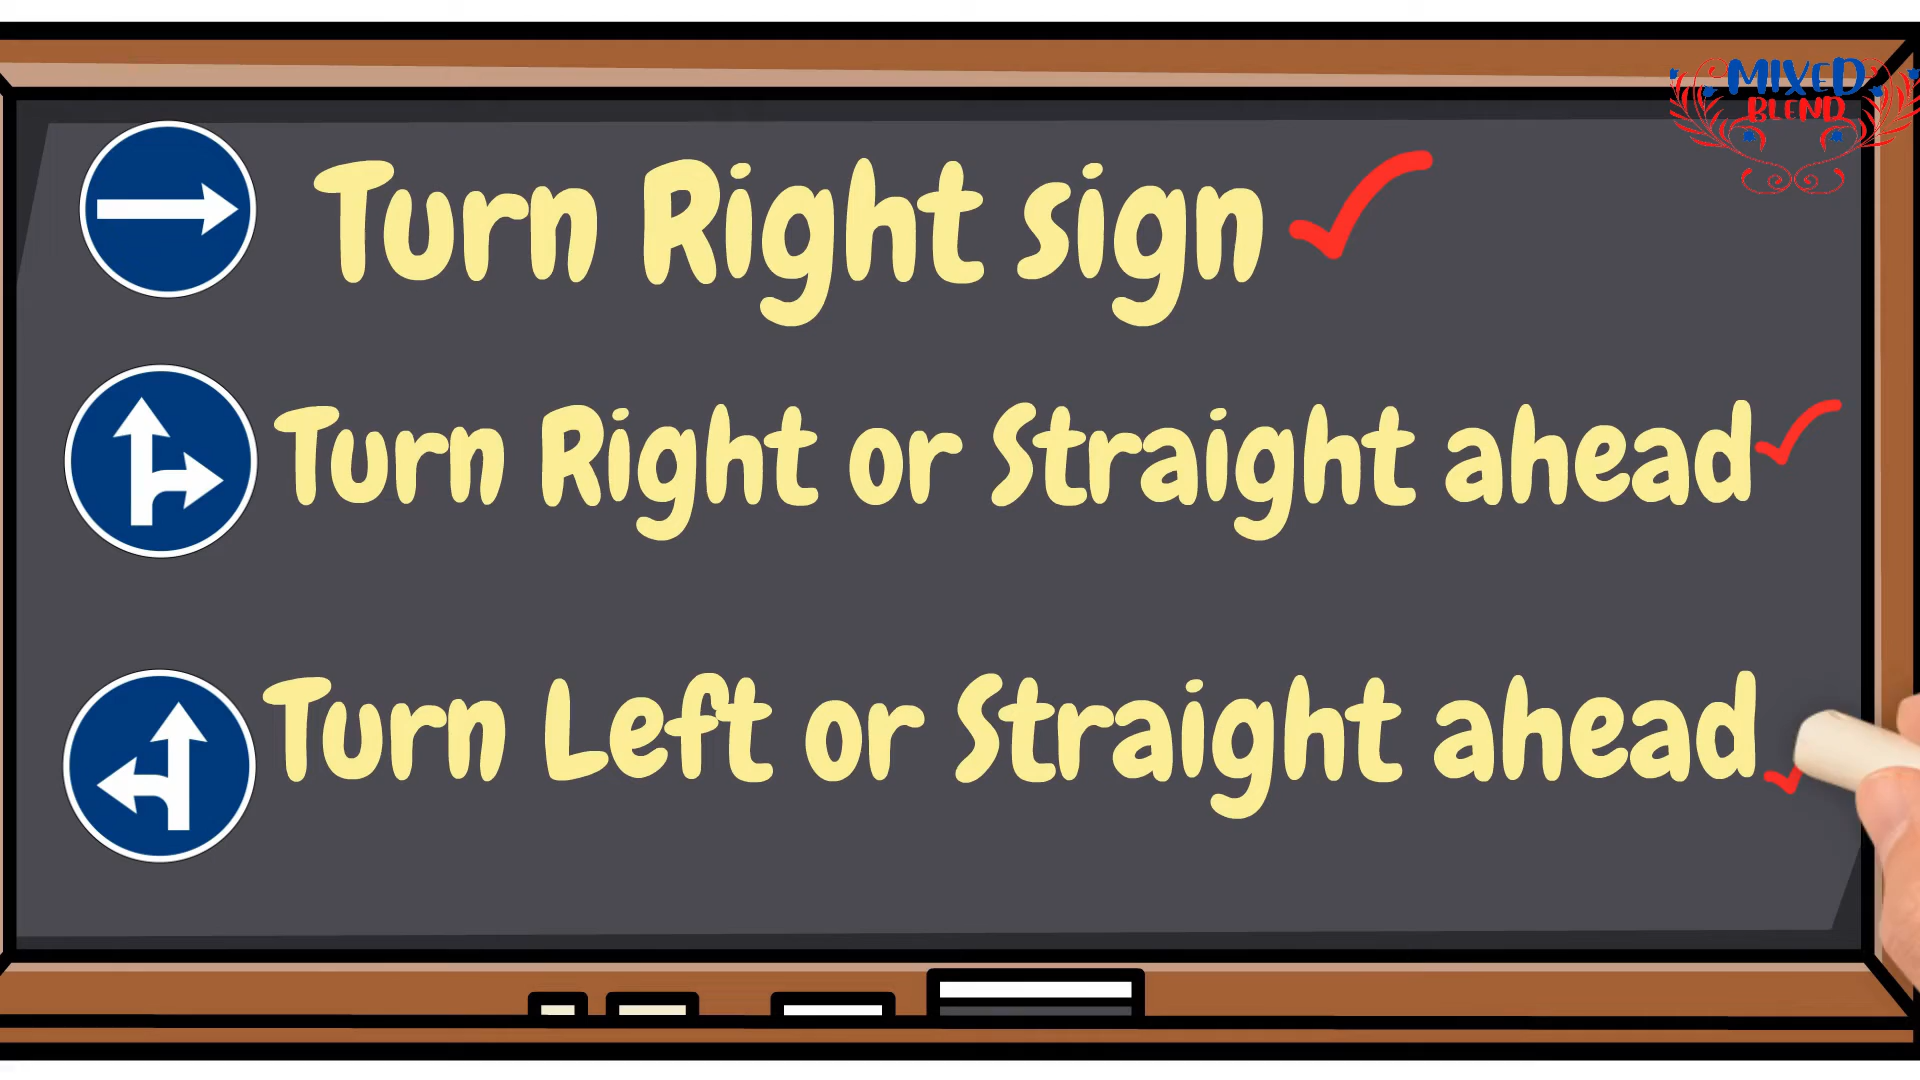 MIXED
BLEND
Turn Right sign
Turn Right or Straight ahead
Turn Left or Straight ahead